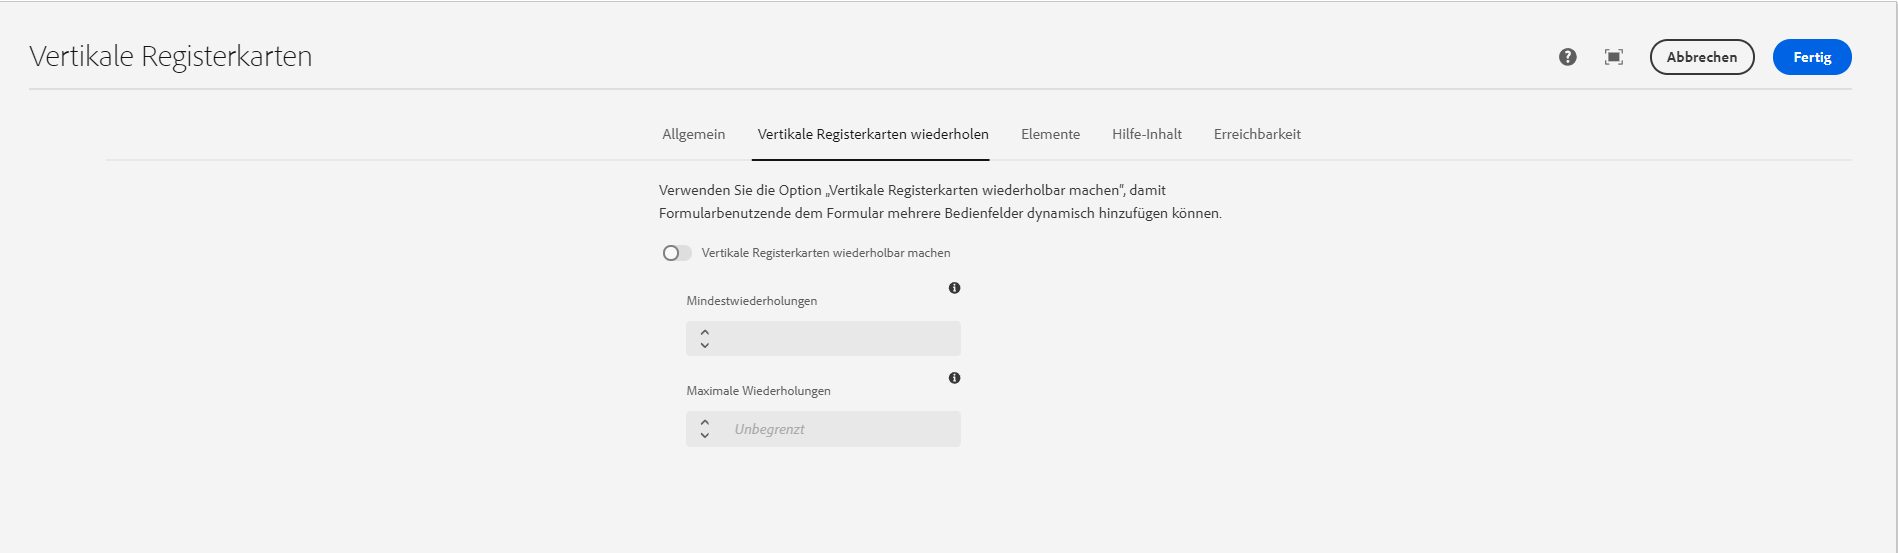 Vertikale Registerkarten
Abbrechen
Fertig
Allgemein
Vertikale Registerkarten wiederholen
Elemente
Hilfe-Inhalt
Erreichbarkeit
Verwenden Sie die Option „Vertikale Registerkarten wiederholbar machen“, damit
Formularbenutzende dem Formular mehrere Bedienfelder dynamisch hinzufügen können.
Vertikale Registerkarten wiederholbar machen
Mindestwiederholungen
Maximale Wiederholungen
Unbegrenzt